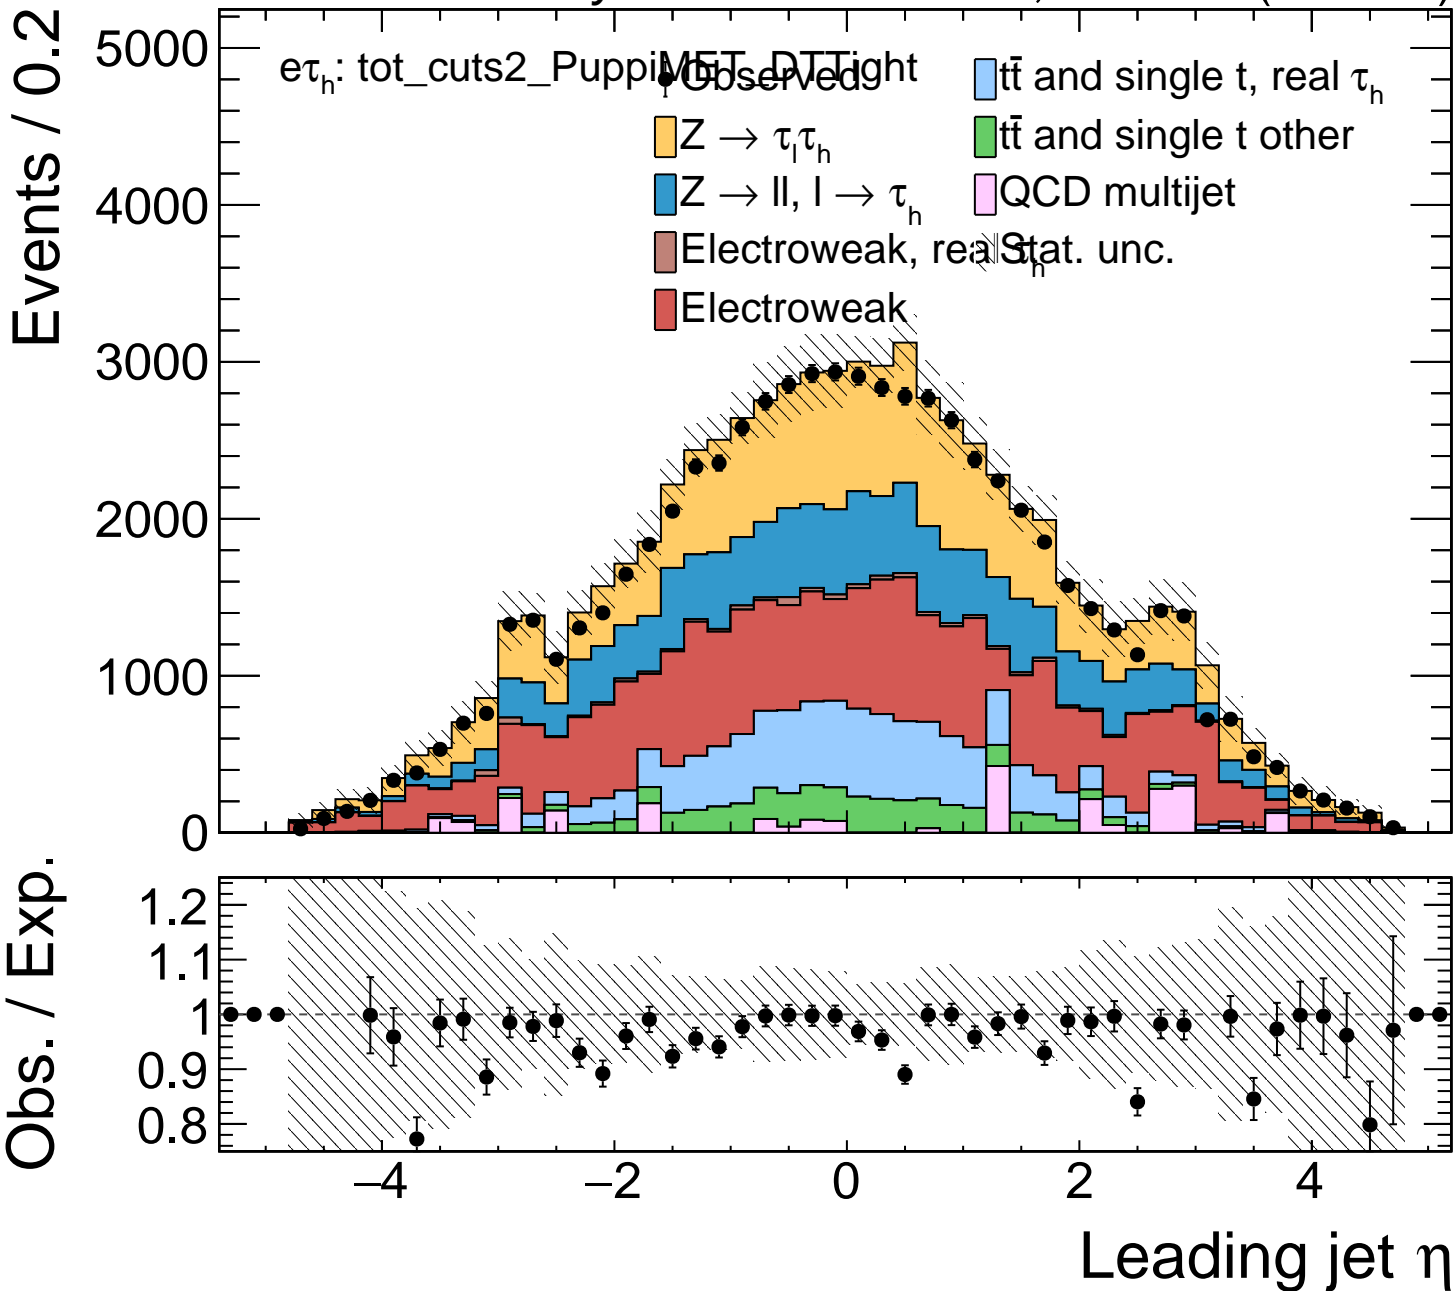 5000
4000
3000
2000
1000
0
Events / 0.2
eτh: tot_cuts2_PuppiMET_DTTight
Observed
Z → τlτh
Z → ll, l → τh
Electroweak, real τh
Electroweak
tt̄ and single t, real τh
tt̄ and single t other
QCD multijet
Stat. unc.
Obs. / Exp.
1.2
1.1
1
0.9
0.8
−4 −2 0 2 4
Leading jet η